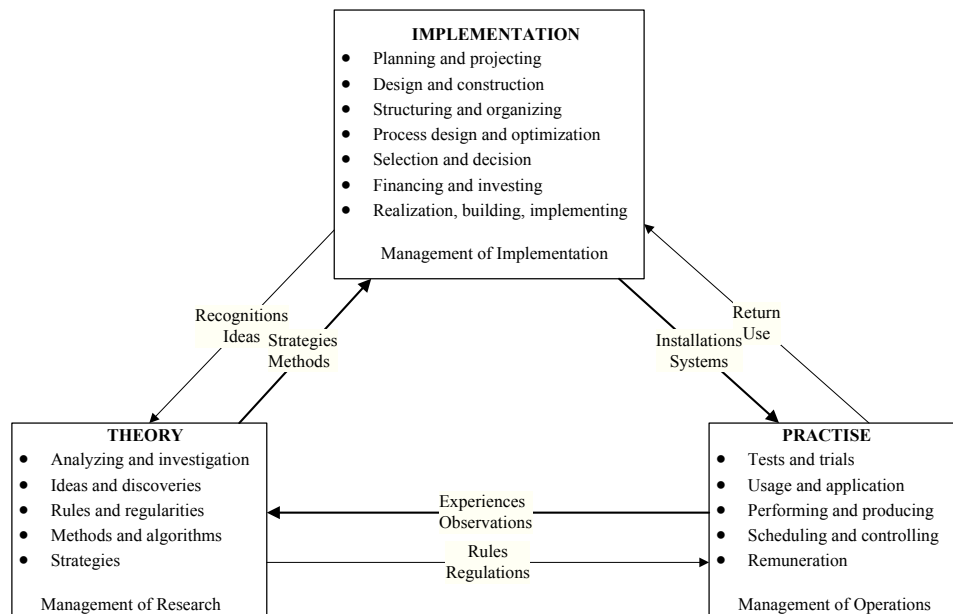 IMPLEMENTATION
● Planning and projecting
● Design and construction
● Structuring and organizing
● Process design and optimization
● Selection and decision
● Financing and investing
● Realization, building, implementing
Management of Implementation
Recognitions
Ideas
Strategies
Methods
Installations
Systems
Return
Use
THEORY
● Analyzing and investigation
● Ideas and discoveries
● Rules and regularities
● Methods and algorithms
● Strategies
Management of Research
Experiences
Observations
Rules
Regulations
PRACTISE
● Tests and trials
● Usage and application
● Performing and producing
● Scheduling and controlling
● Remuneration
Management of Operations